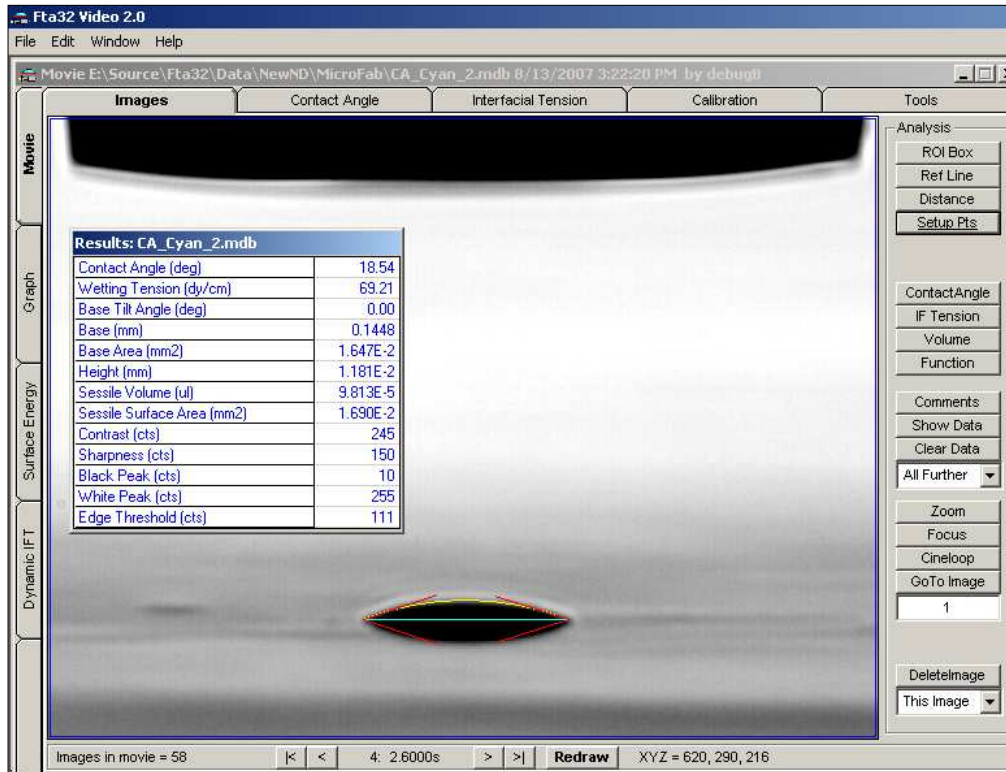 Fta32 Video 2.0
File Edit Window Help
Movie E:\Source\Fta32\Data\NewND\MicroFab\CA_Cyan_2.mdb 8/13/2007 3:22:20 PM by debug8
Images Contact Angle Interfacial Tension Calibration Tools
Movie
Graph
Surface Energy
Dynamic IFT
Results: CA_Cyan_2.mdb
Contact Angle (deg) 18.54
Wetting Tension (dy/cm) 69.21
Base Tilt Angle (deg) 0.00
Base (mm) 0.1448
Base Area (mm2) 1.647E-2
Height (mm) 1.181E-2
Sessile Volume (ul) 9.813E-5
Sessile Surface Area (mm2) 1.690E-2
Contrast (cts) 245
Sharpness (cts) 150
Black Peak (cts) 10
White Peak (cts) 255
Edge Threshold (cts) 111
Analysis
ROI Box
Ref Line
Distance
Setup Pts
ContactAngle
IF Tension
Volume
Function
Comments
Show Data
Clear Data
All Further
Zoom
Focus
Cineloop
GoTo Image
1
DeleteImage
This Image
Images in movie = 58 |< < 4: 2.6000s > >| Redraw XYZ = 620, 290, 216